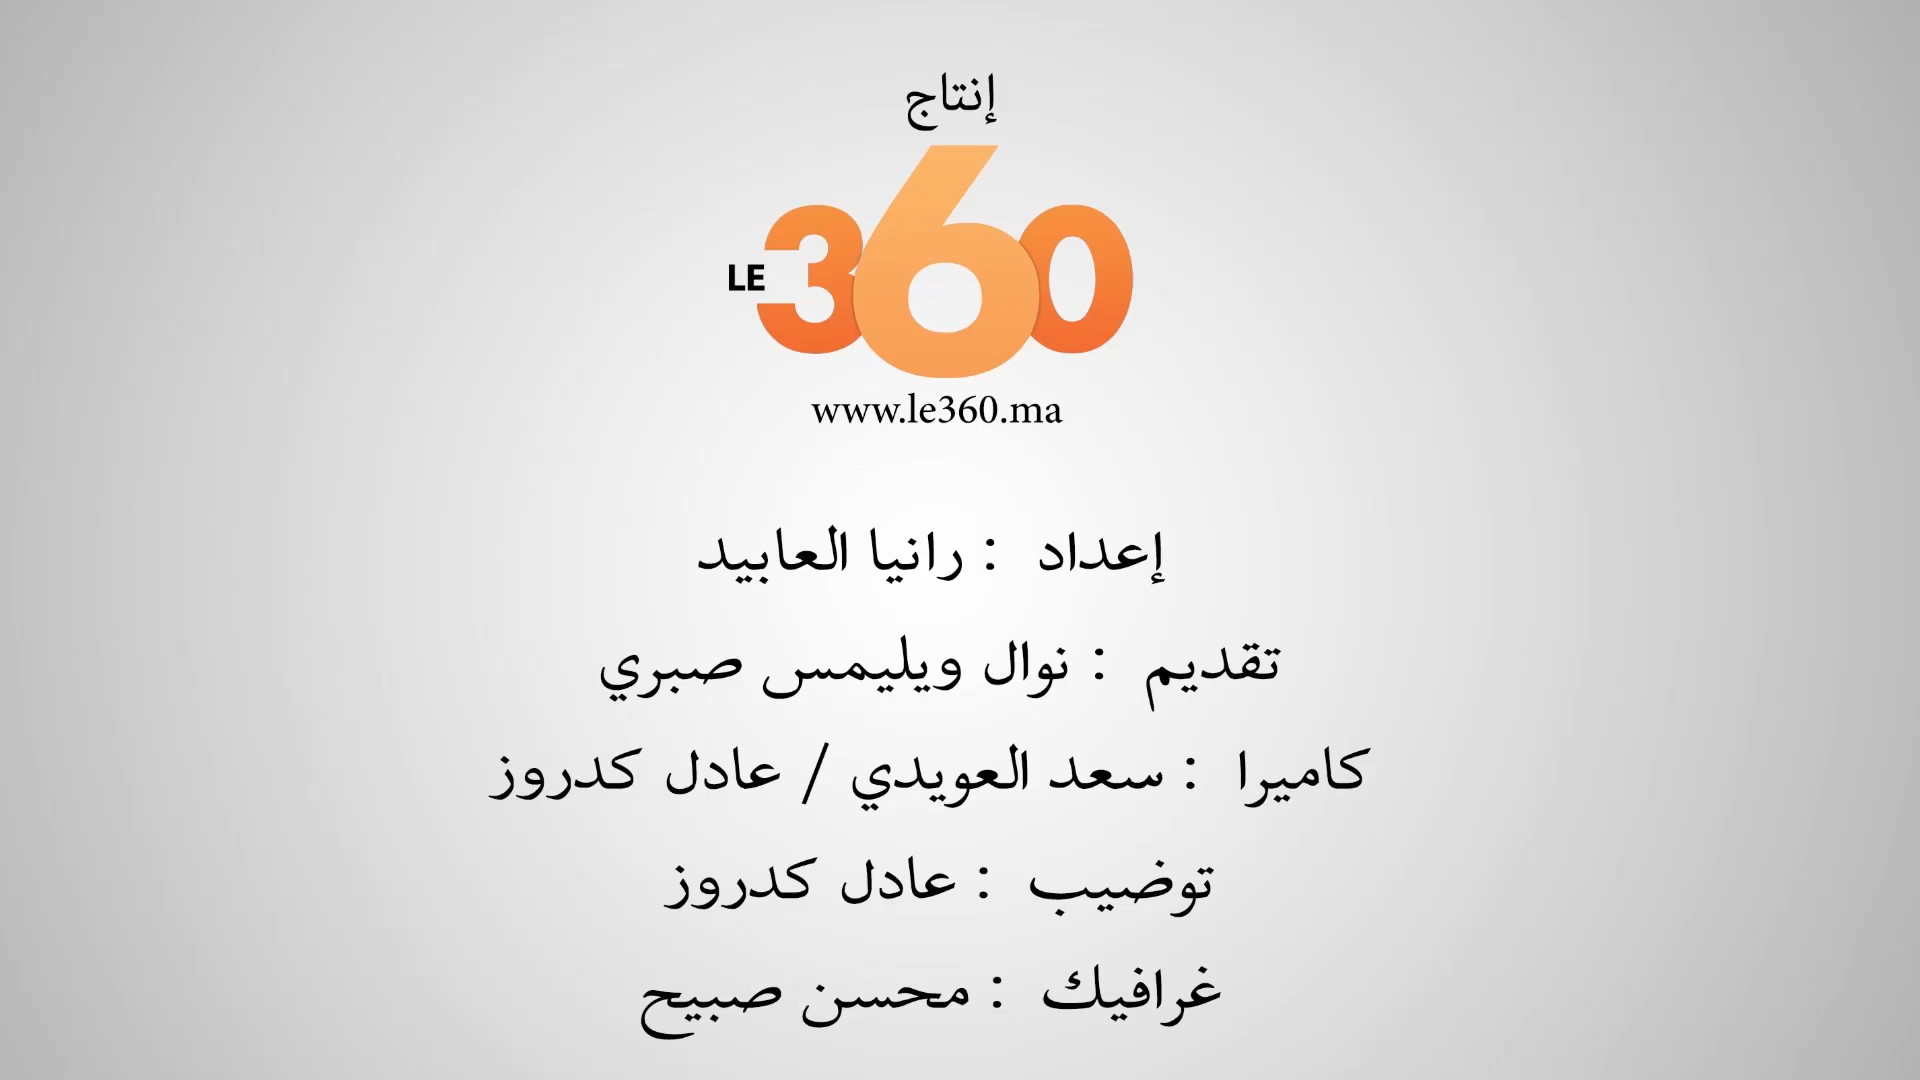 إنتاج
LE 360
www.le360.ma
إعداد : رانيا العابيد
تقديم : نوال ويليمس صبري
كاميرا : سعد العويدي / عادل كدروز
توضيب : عادل كدروز
غرافيك : محسن صبيح